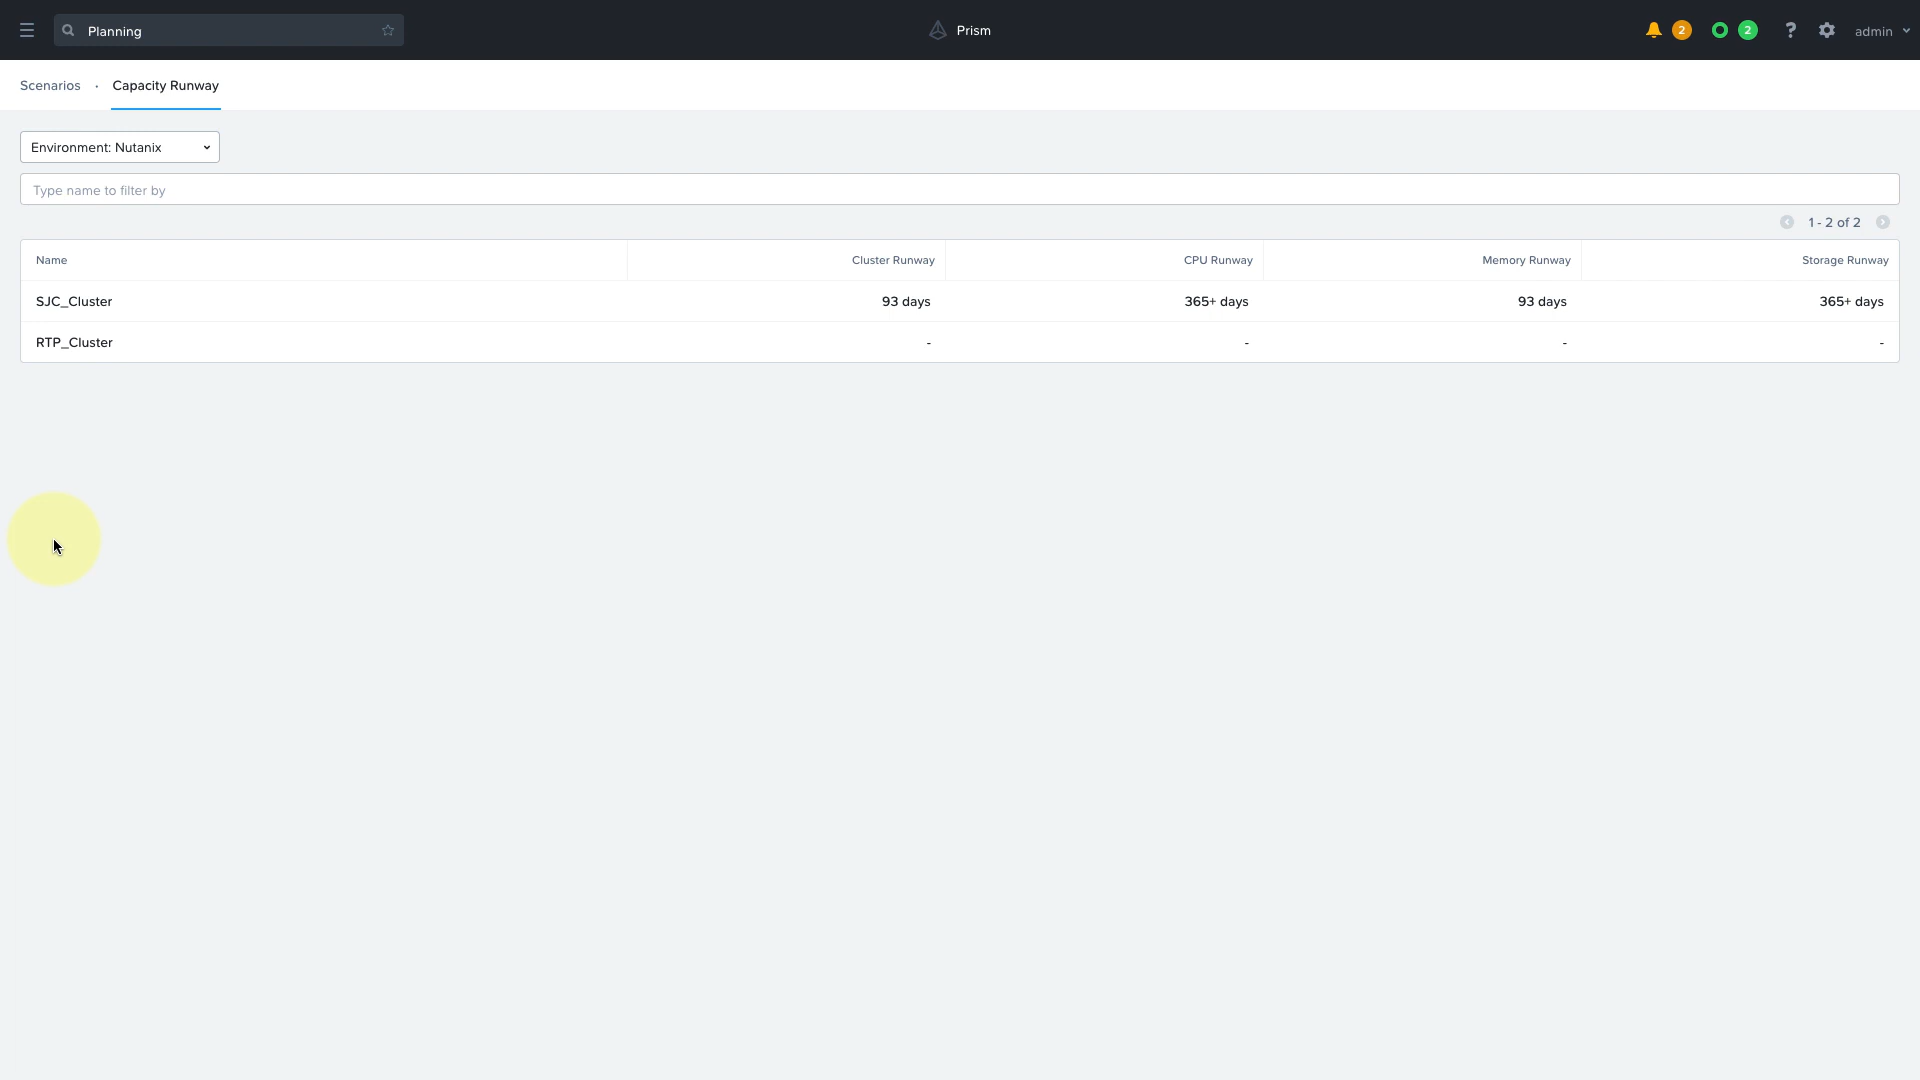 Planning
Prism
2
2
?
admin
Scenarios · Capacity Runway
Environment: Nutanix
Type name to filter by
1 - 2 of 2
Name Cluster Runway CPU Runway Memory Runway Storage Runway
SJC_Cluster 93 days 365+ days 93 days 365+ days
RTP_Cluster - - - -